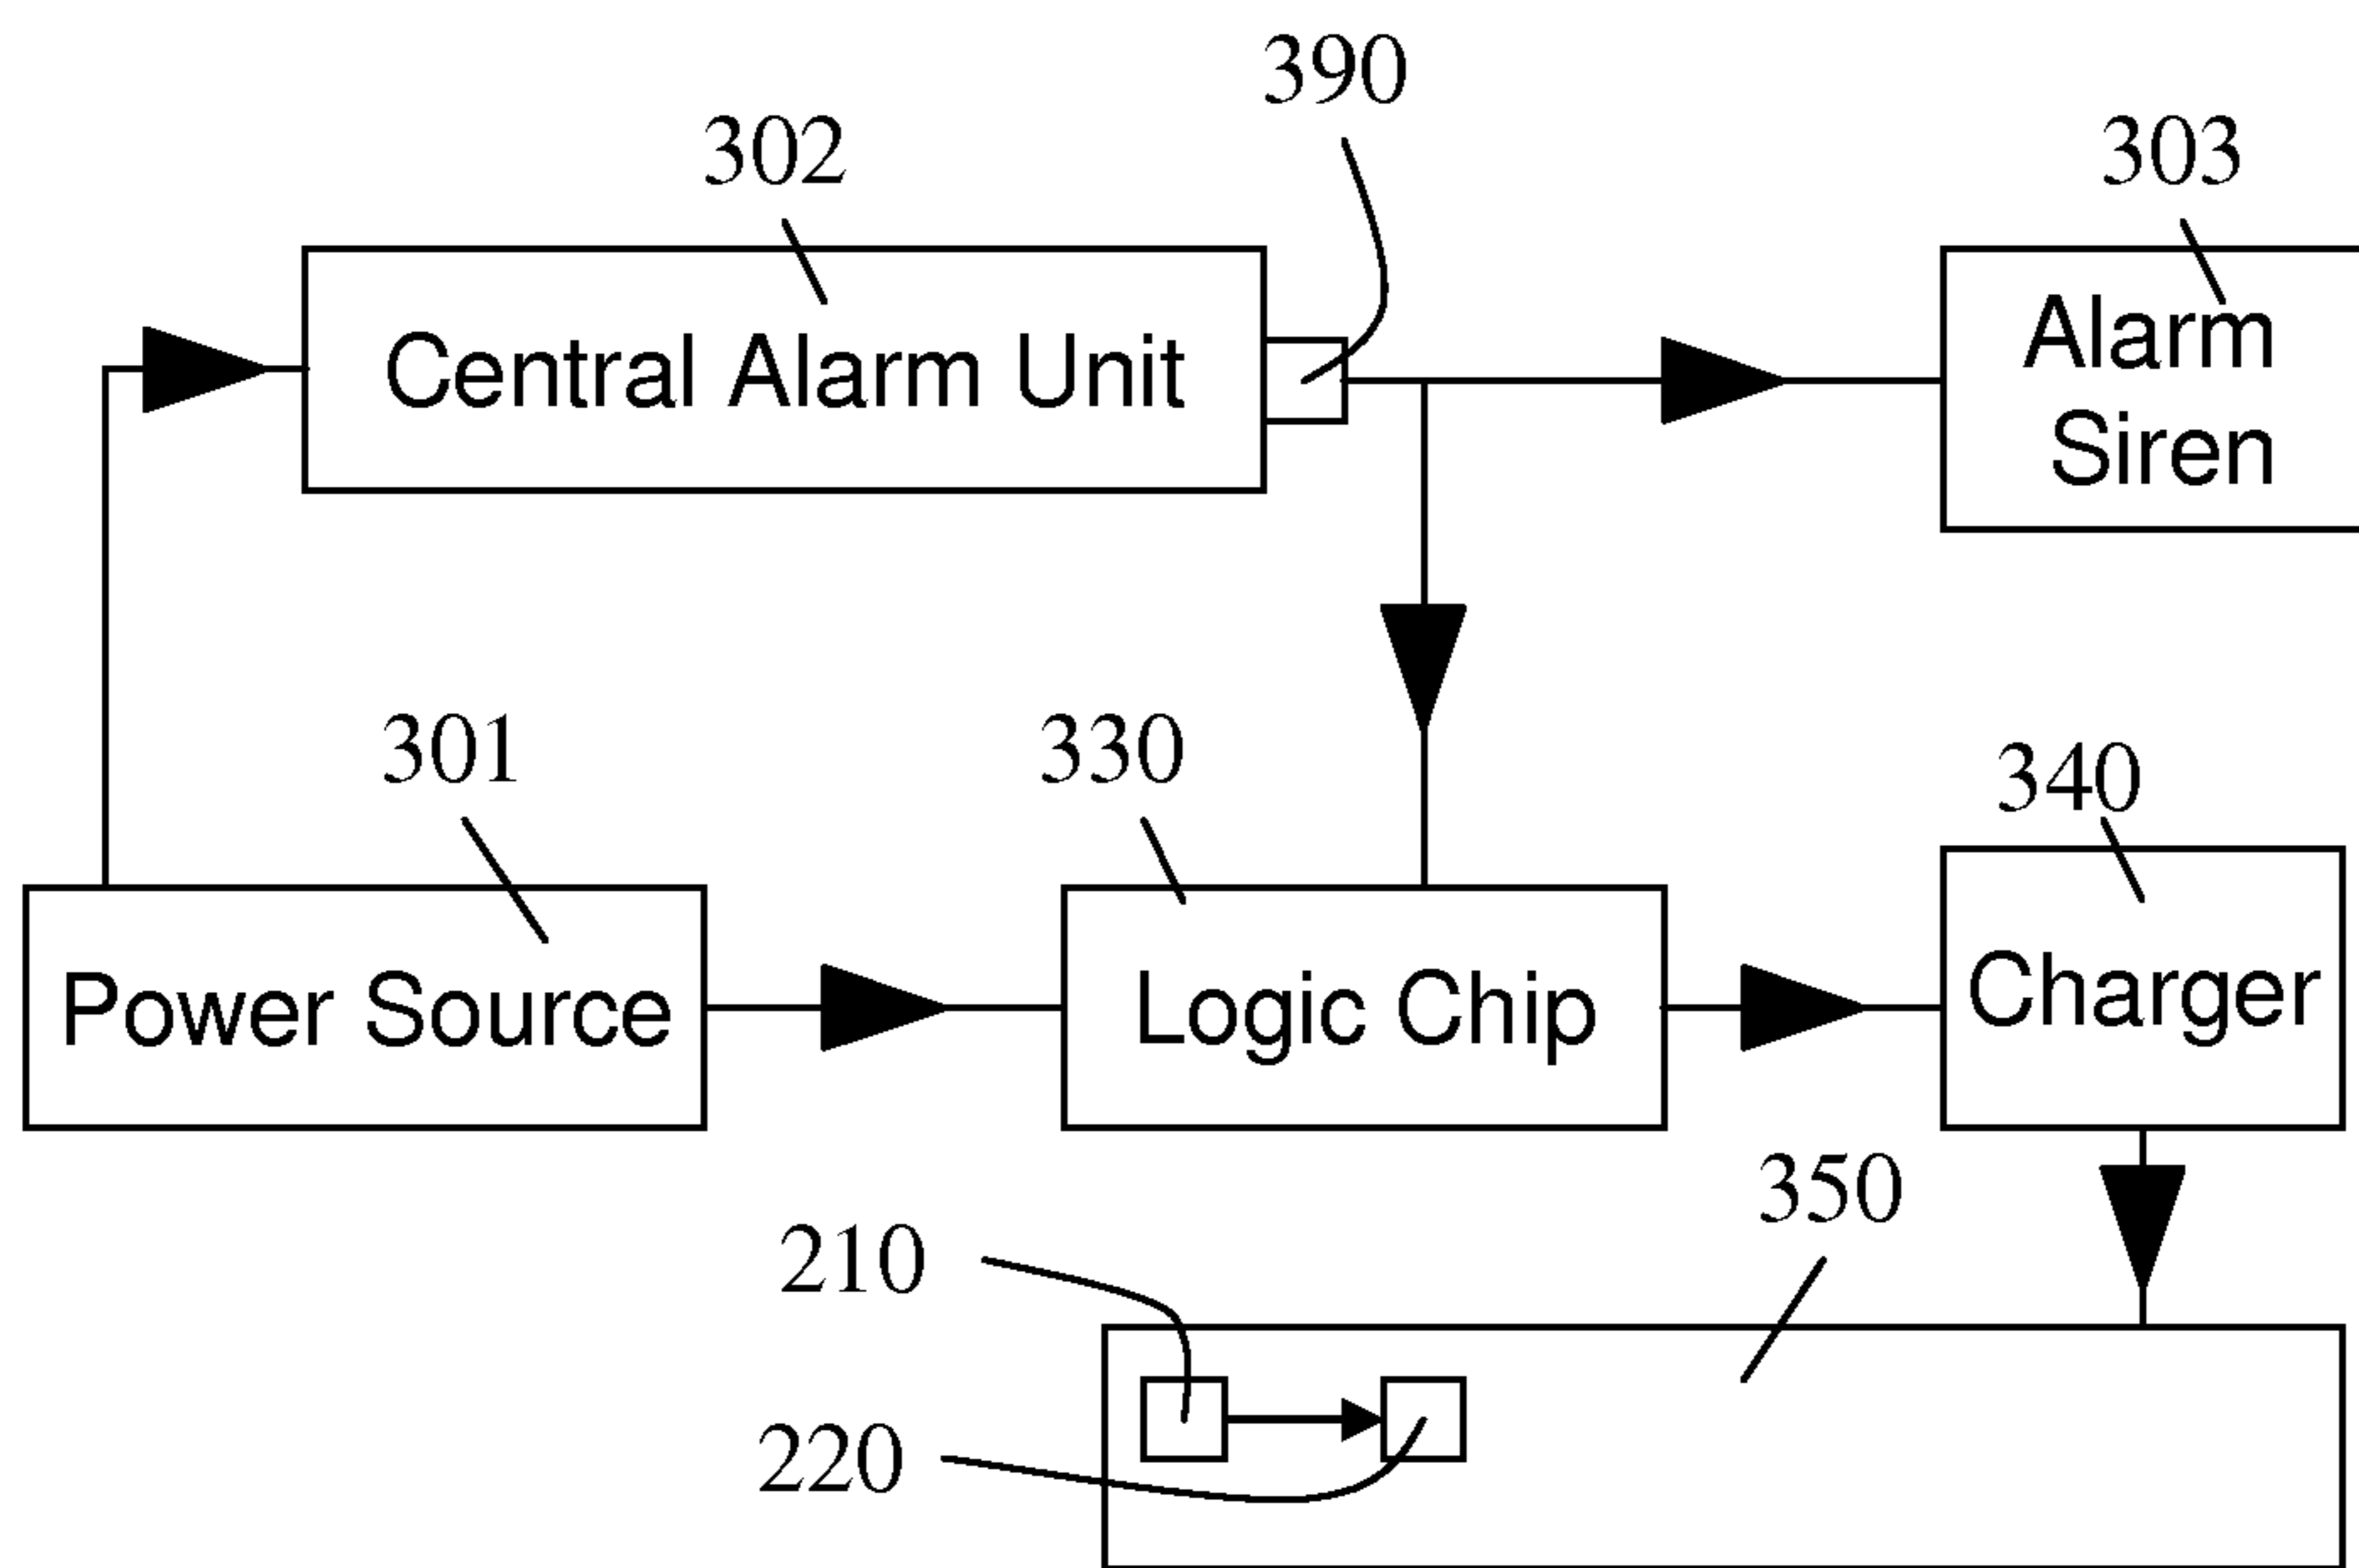 390
302
303
Central Alarm Unit
Alarm
Siren
301
330
340
Power Source
Logic Chip
Charger
350
210
220